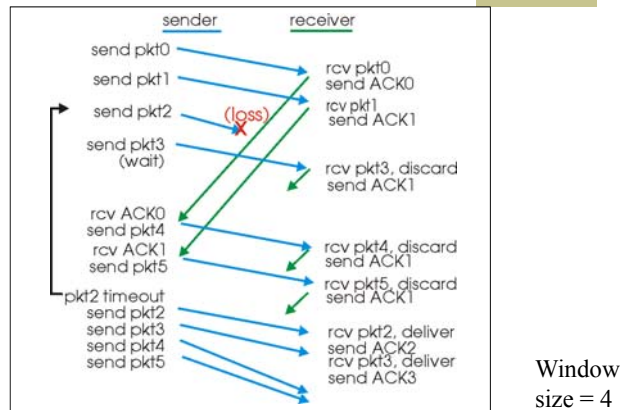 sender
receiver
send pkt0
send pkt1
send pkt2
send pkt3
(wait)
rcv ACK0
send pkt4
rcv ACK1
send pkt5
pkt2 timeout
send pkt2
send pkt3
send pkt4
send pkt5
(loss)
X
rcv pkt0
send ACK0
rcv pkt1
send ACK1
rcv pkt3, discard
send ACK1
rcv pkt4, discard
send ACK1
rcv pkt5, discard
send ACK1
rcv pkt2, deliver
send ACK2
rcv pkt3, deliver
send ACK3
Window
size = 4